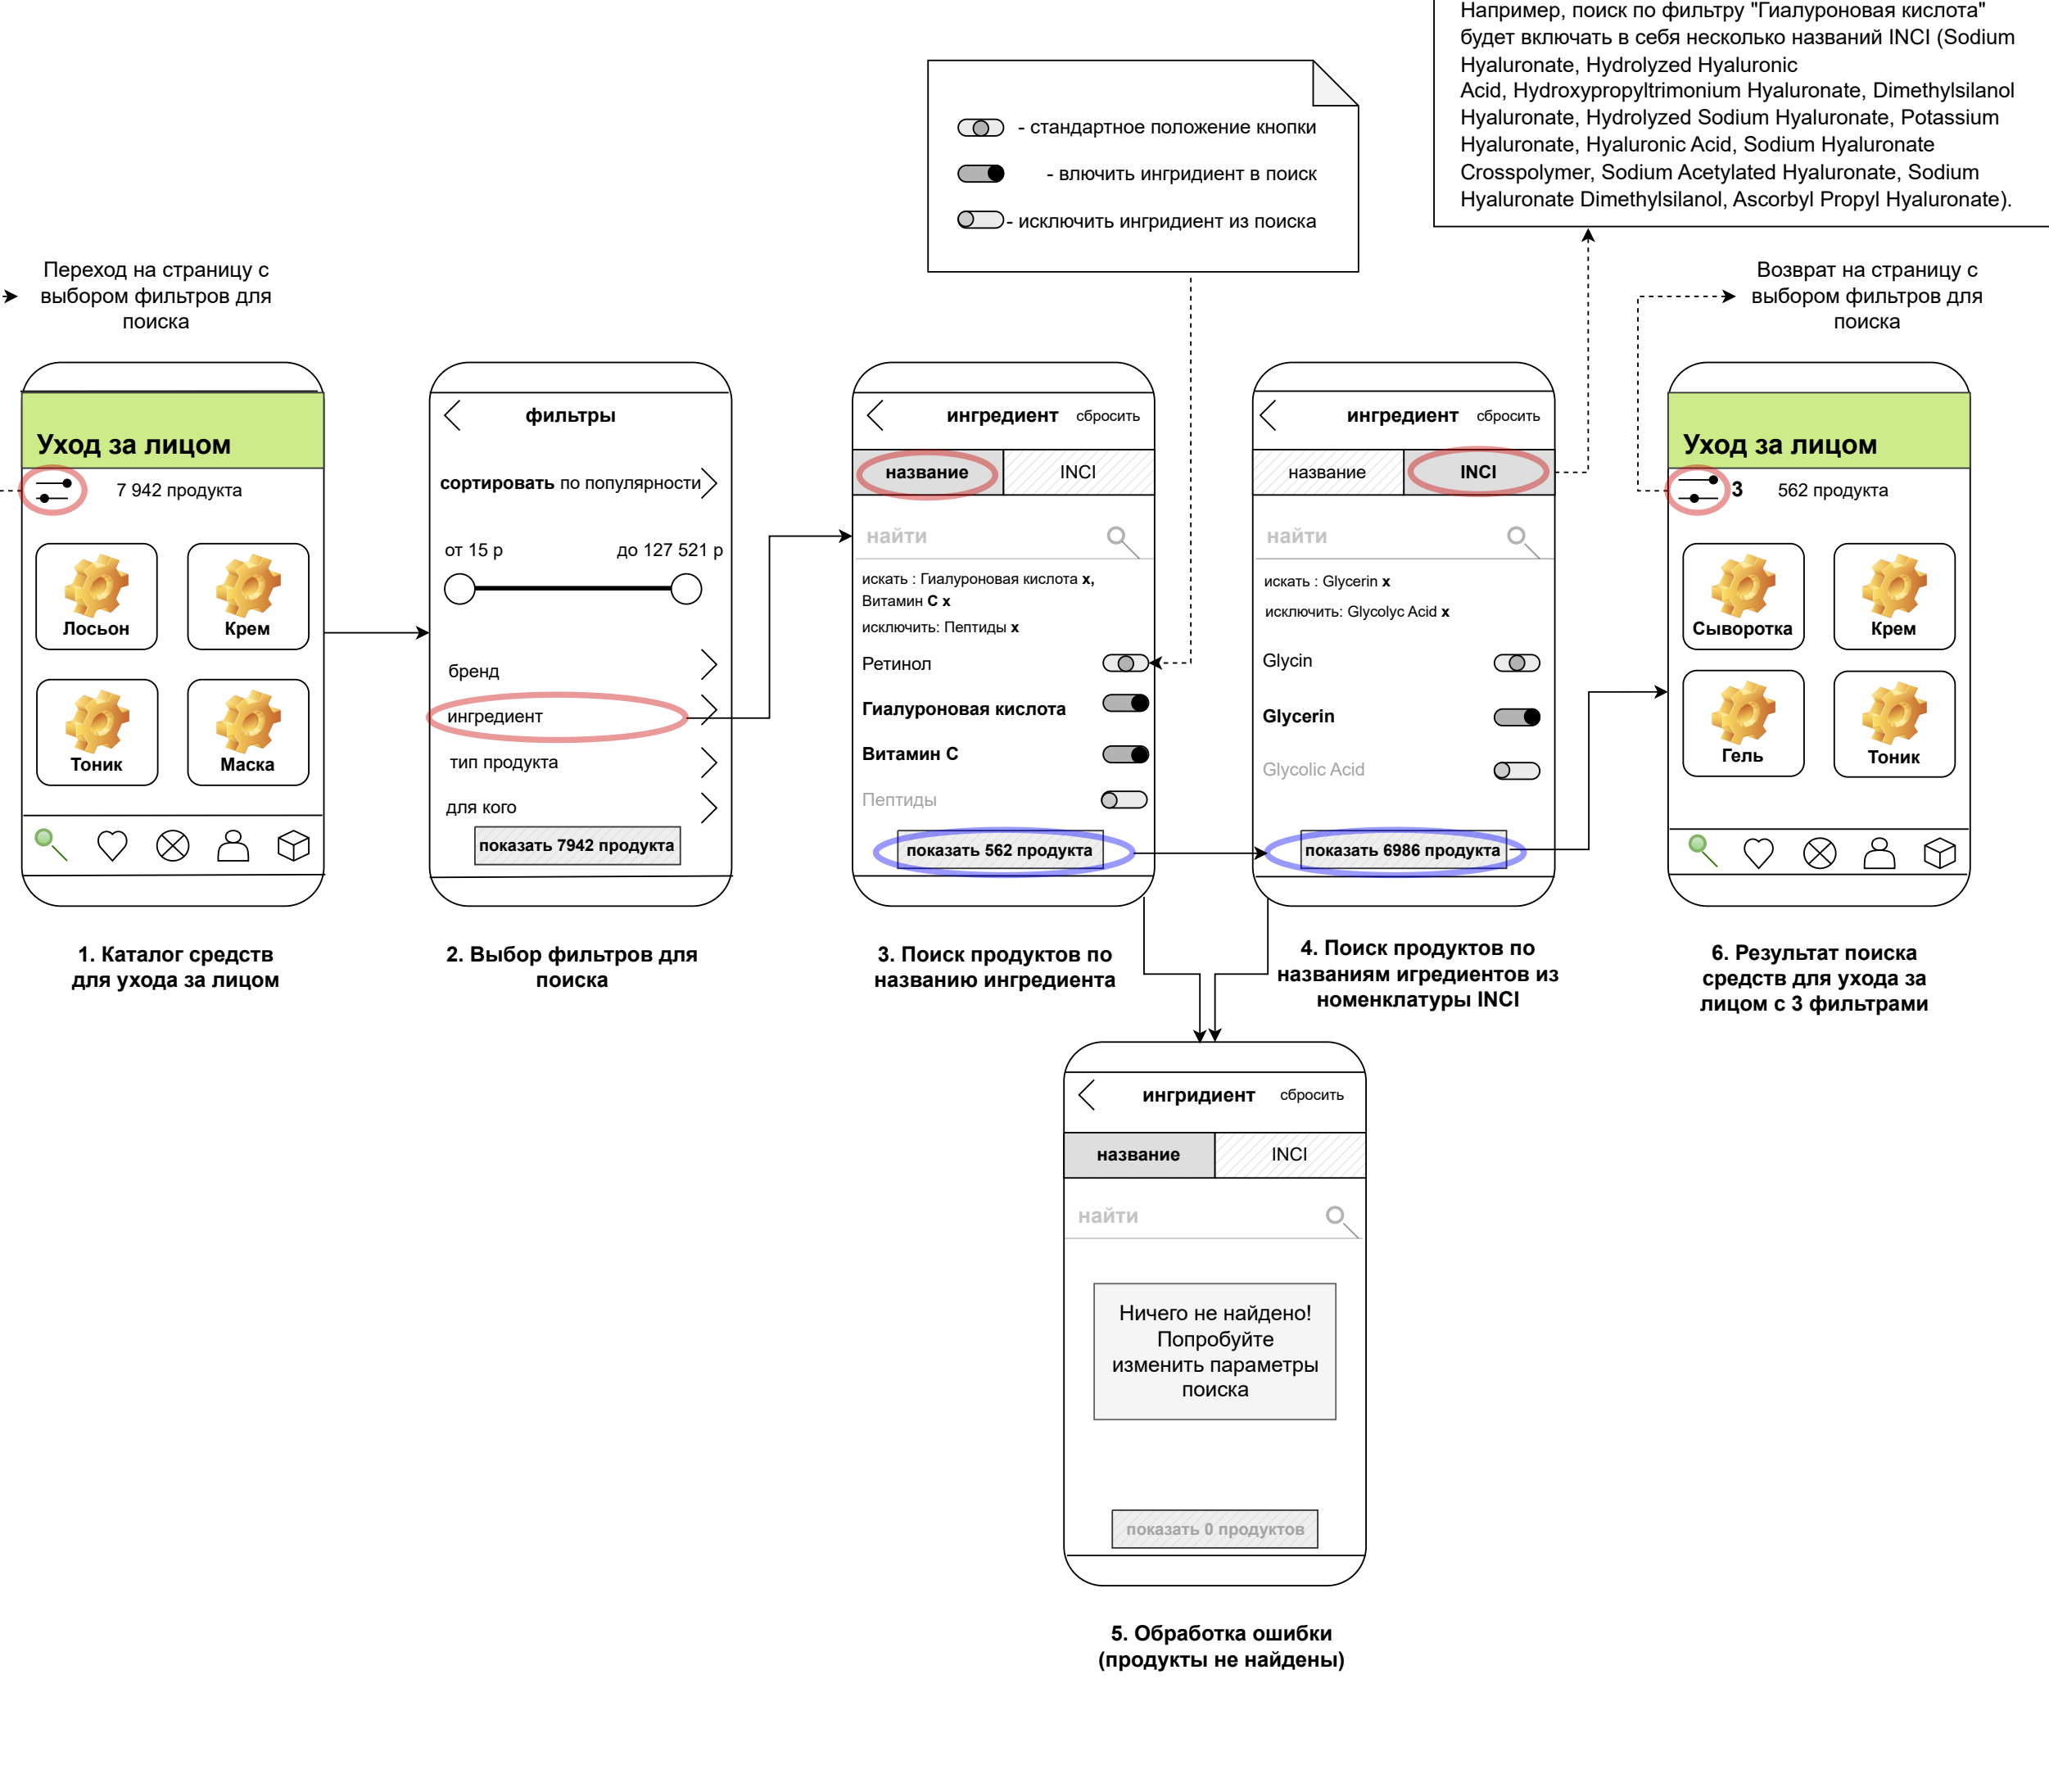 Например, поиск по фильтру "Гиалуроновая кислота"
будет включать в себя несколько названий INCI (Sodium
Hyaluronate, Hydrolyzed Hyaluronic
Acid, Hydroxypropyltrimonium Hyaluronate, Dimethylsilanol
Hyaluronate, Hydrolyzed Sodium Hyaluronate, Potassium
Hyaluronate, Hyaluronic Acid, Sodium Hyaluronate
Crosspolymer, Sodium Acetylated Hyaluronate, Sodium
Hyaluronate Dimethylsilanol, Ascorbyl Propyl Hyaluronate).
- стандартное положение кнопки
- влючить ингридиент в поиск
- исключить ингридиент из поиска
Переход на страницу с
выбором фильтров для
поиска
Возврат на страницу с
выбором фильтров для
поиска
Уход за лицом
7 942 продукта
Лосьон
Крем
Тоник
Маска
1. Каталог средств
для ухода за лицом
фильтры
сортировать по популярности
от 15 р
до 127 521 р
бренд
ингредиент
тип продукта
для кого
показать 7942 продукта
2. Выбор фильтров для
поиска
ингредиент
сбросить
название
INCI
найти
искать : Гиалуроновая кислота x,
Витамин C x
исключить: Пептиды x
Ретинол
Гиалуроновая кислота
Витамин C
Пептиды
показать 562 продукта
3. Поиск продуктов по
названию ингредиента
ингредиент
сбросить
название
INCI
найти
искать : Glycerin x
исключить: Glycolyc Acid x
Glycin
Glycerin
Glycolic Acid
показать 6986 продукта
4. Поиск продуктов по
названиям игредиентов из
номенклатуры INCI
Уход за лицом
3
562 продукта
Сыворотка
Крем
Гель
Тоник
6. Результат поиска
средств для ухода за
лицом с 3 фильтрами
ингридиент
сбросить
название
INCI
найти
Ничего не найдено!
Попробуйте
изменить параметры
поиска
показать 0 продуктов
5. Обработка ошибки
(продукты не найдены)